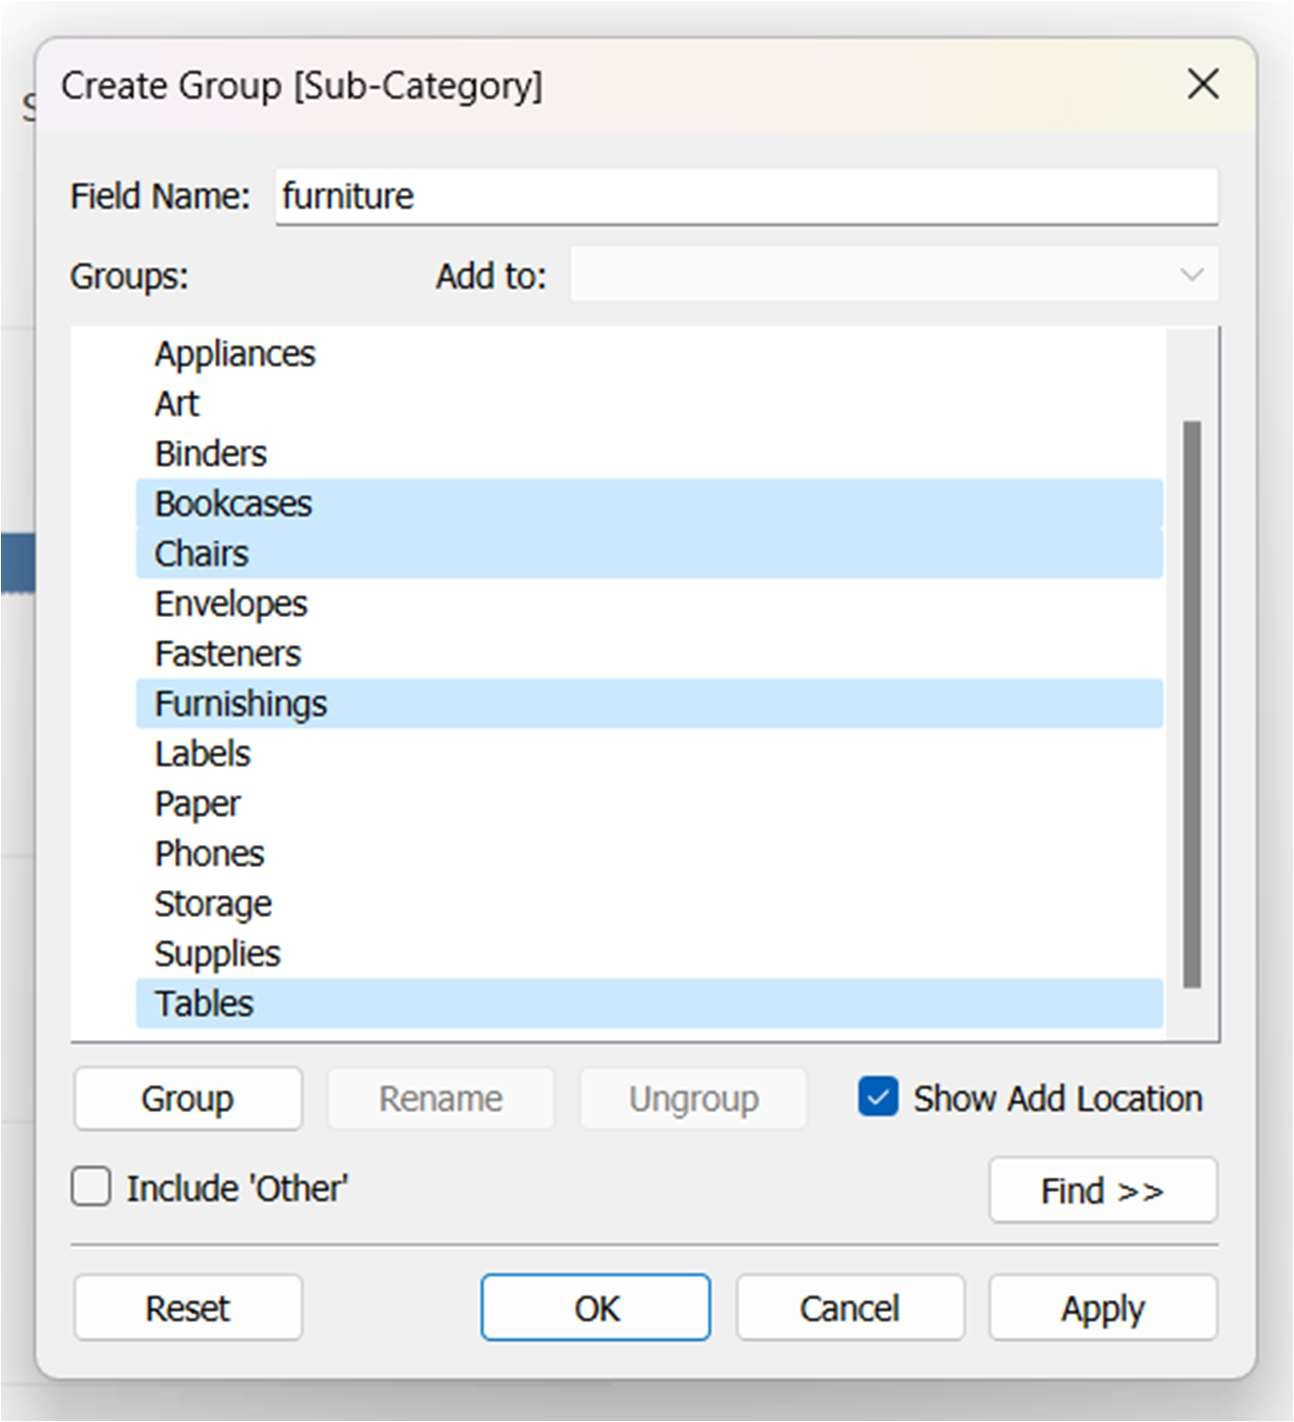 Create Group [Sub-Category]
Field Name: furniture
Groups: Add to:
Appliances
Art
Binders
Bookcases
Chairs
Envelopes
Fasteners
Furnishings
Labels
Paper
Phones
Storage
Supplies
Tables
Group Rename Ungroup Show Add Location
Include 'Other' Find >>
Reset OK Cancel Apply